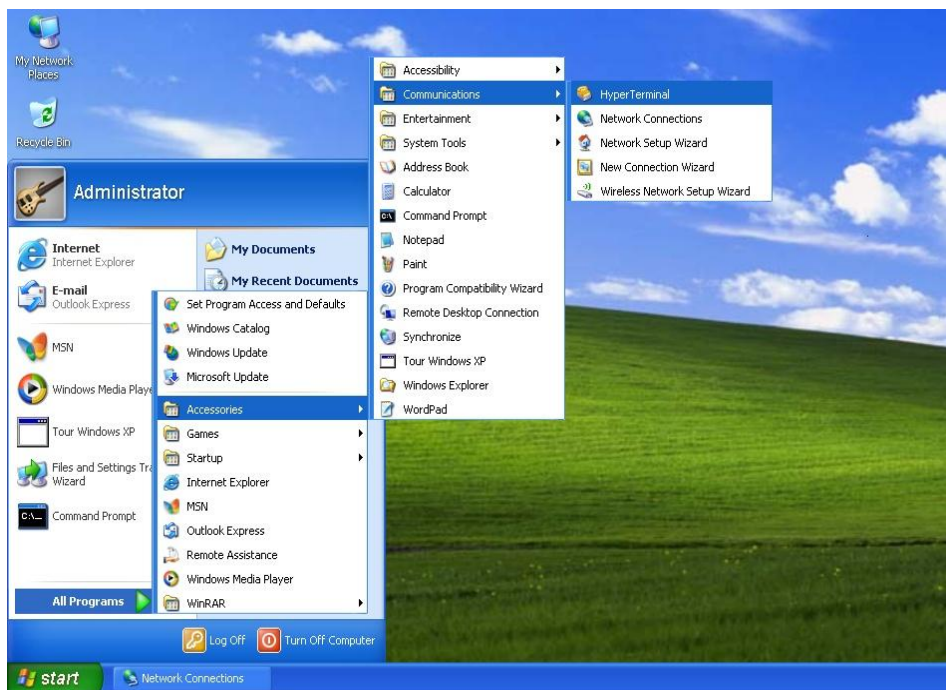 My Network
Places
Recycle Bin
Administrator
Internet
Internet Explorer
E-mail
Outlook Express
MSN
Windows Media Playe
Tour Windows XP
Files and Settings Tra
Wizard
Command Prompt
All Programs
My Documents
My Recent Documents
Set Program Access and Defaults
Windows Catalog
Windows Update
Microsoft Update
Accessories
Games
Startup
Internet Explorer
MSN
Outlook Express
Remote Assistance
Windows Media Player
WinRAR
Accessibility
Communications
Entertainment
System Tools
Address Book
Calculator
Command Prompt
Notepad
Paint
Program Compatibility Wizard
Remote Desktop Connection
Synchronize
Tour Windows XP
Windows Explorer
WordPad
HyperTerminal
Network Connections
Network Setup Wizard
New Connection Wizard
Wireless Network Setup Wizard
Log Off
Turn Off Computer
start
Network Connections